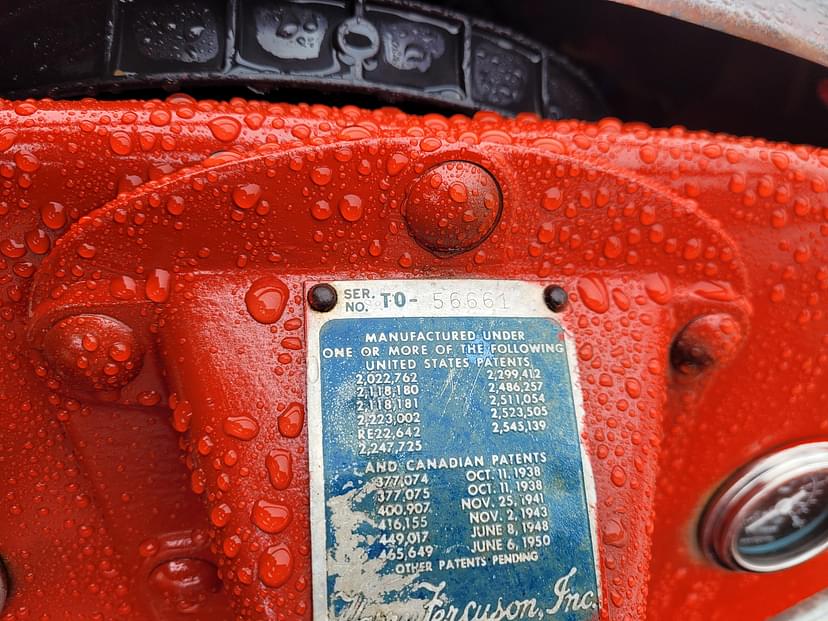 SER. NO. TO- 56661
MANUFACTURED UNDER
ONE OR MORE OF THE FOLLOWING
UNITED STATES PATENTS
2,022,762 2,299,412
2,118,180 2,486,257
2,118,181 2,511,054
2,223,002 2,523,505
RE22,642 2,545,139
2,247,725
AND CANADIAN PATENTS
377,074 OCT. 11, 1938
377,075 OCT. 11, 1938
400,907 NOV. 25, 1941
416,155 NOV. 2, 1943
449,017 JUNE 8, 1948
465,649 JUNE 6, 1950
OTHER PATENTS PENDING
Ferguson, Inc.